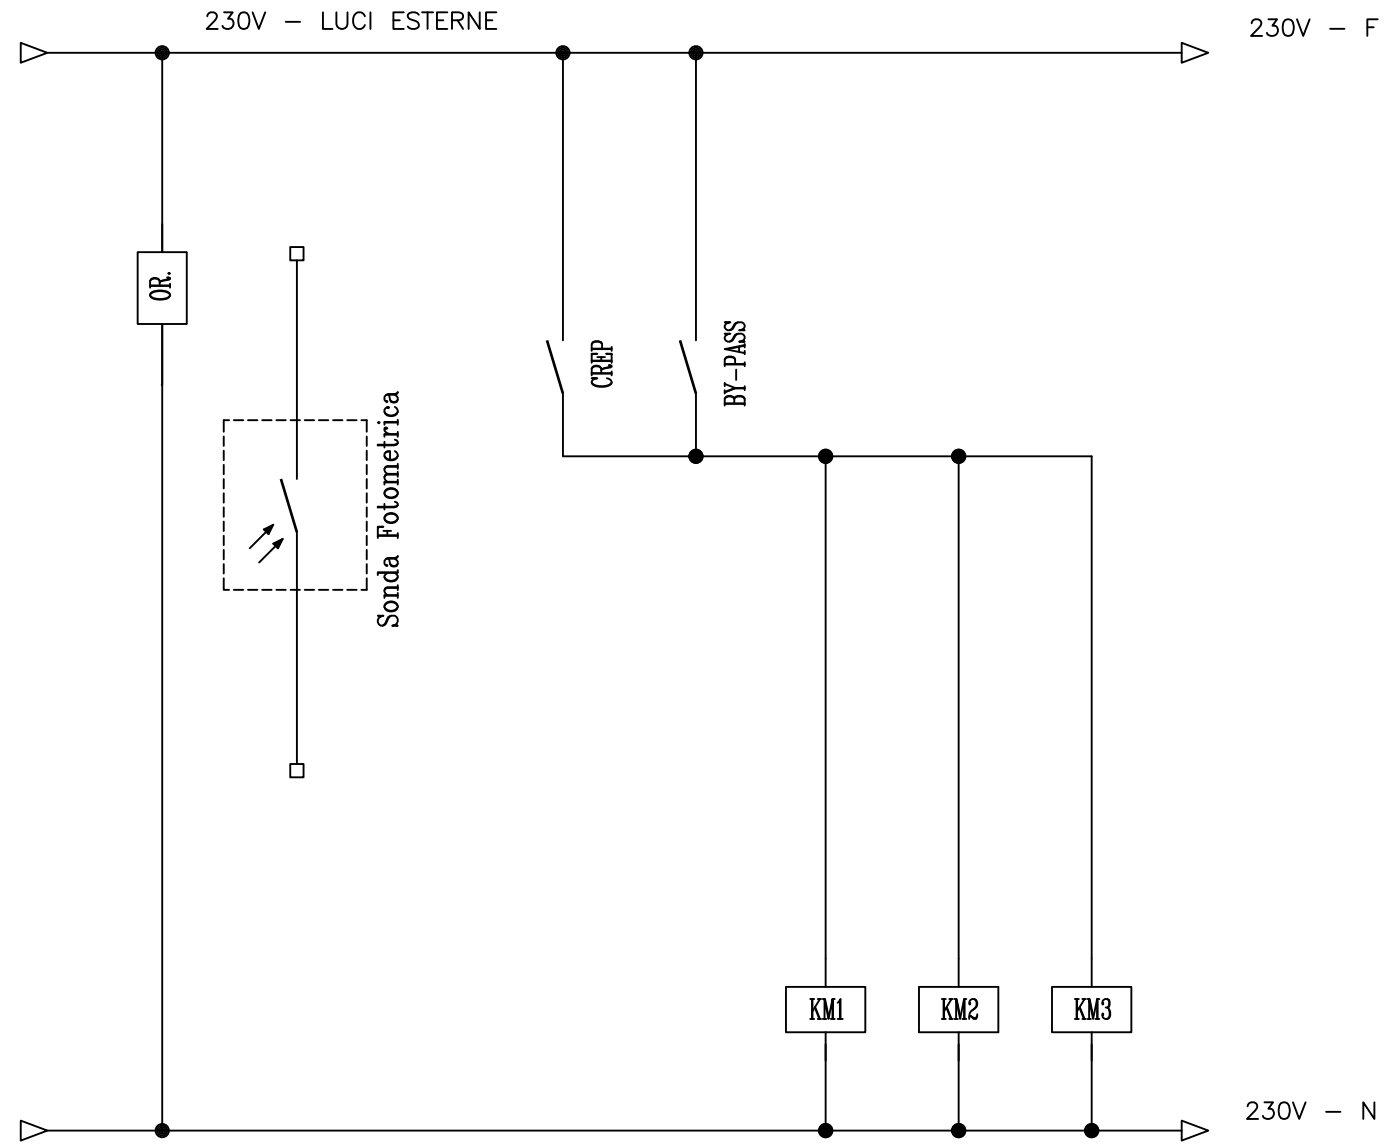 230V - LUCI ESTERNE
230V - F
OR.
CREP
BY-PASS
Sonda Fotometrica
KM1
KM2
KM3
230V - N